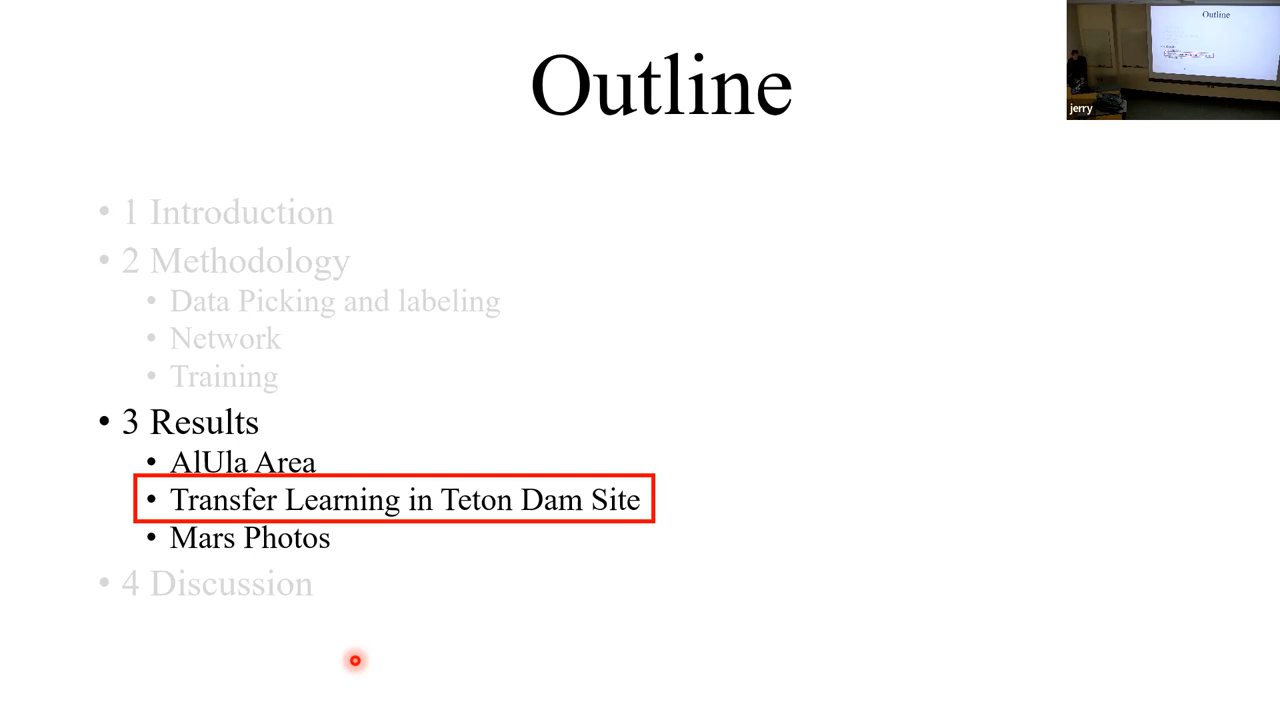 Outline
• 1 Introduction
• 2 Methodology
• Data Picking and labeling
• Network
• Training
• 3 Results
• AlUla Area
• Transfer Learning in Teton Dam Site
• Mars Photos
• 4 Discussion
Outline
jerry